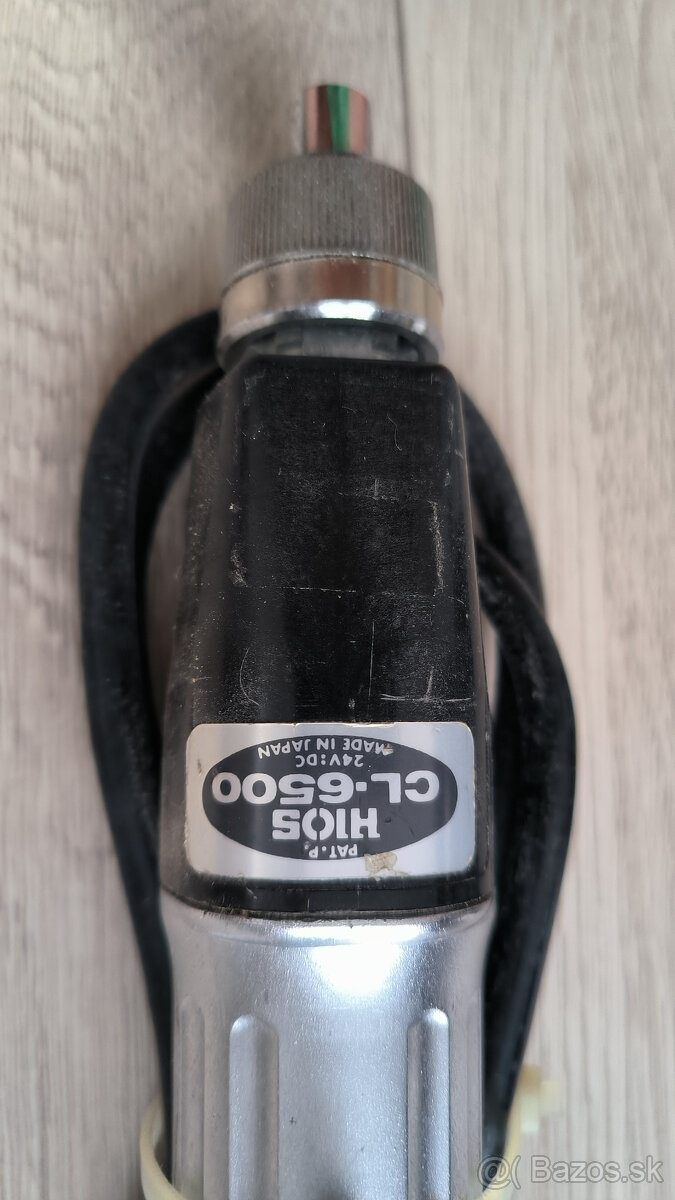 PAT.P.
HIOS
CL-6500
24V:DC
MADE IN JAPAN
@ Bazos.sk